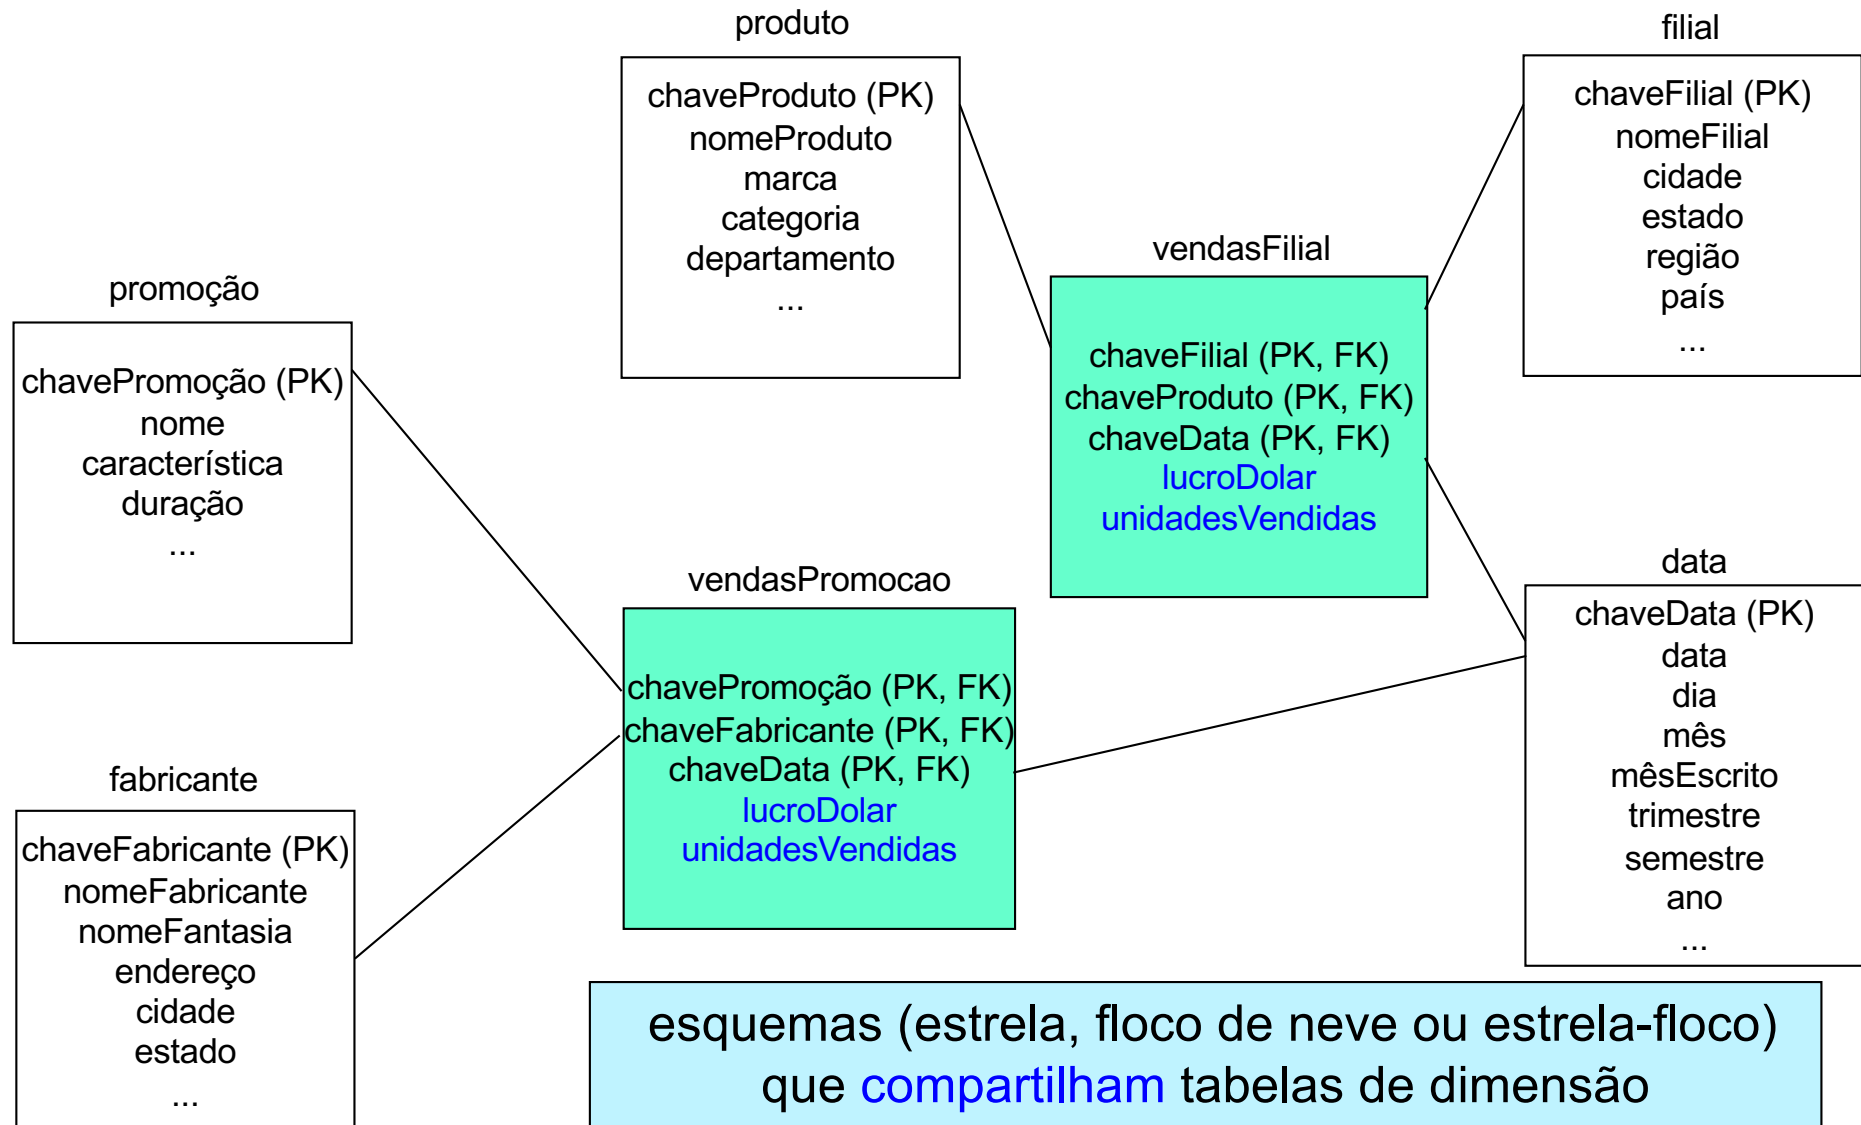 produto
chaveProduto (PK)
nomeProduto
marca
categoria
departamento
...
filial
chaveFilial (PK)
nomeFilial
cidade
estado
região
país
...
vendasFilial
chaveFilial (PK, FK)
chaveProduto (PK, FK)
chaveData (PK, FK)
lucroDolar
unidadesVendidas
promoção
chavePromoção (PK)
nome
característica
duração
...
vendasPromocao
chavePromoção (PK, FK)
chaveFabricante (PK, FK)
chaveData (PK, FK)
lucroDolar
unidadesVendidas
data
chaveData (PK)
data
dia
mês
mêsEscrito
trimestre
semestre
ano
...
fabricante
chaveFabricante (PK)
nomeFabricante
nomeFantasia
endereço
cidade
estado
...
esquemas (estrela, floco de neve ou estrela-floco)
que compartilham tabelas de dimensão